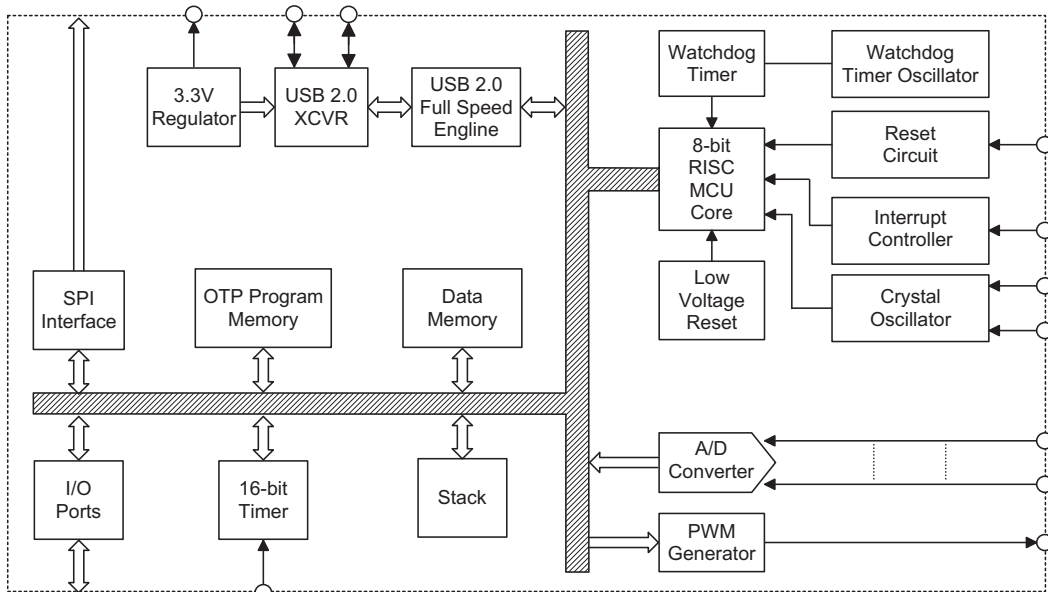 3.3V
Regulator
USB 2.0
XCVR
USB 2.0
Full Speed
Engline
Watchdog
Timer
Watchdog
Timer Oscillator
8-bit
RISC
MCU
Core
Reset
Circuit
Interrupt
Controller
Low
Voltage
Reset
Crystal
Oscillator
SPI
Interface
OTP Program
Memory
Data
Memory
I/O
Ports
16-bit
Timer
Stack
A/D
Converter
PWM
Generator